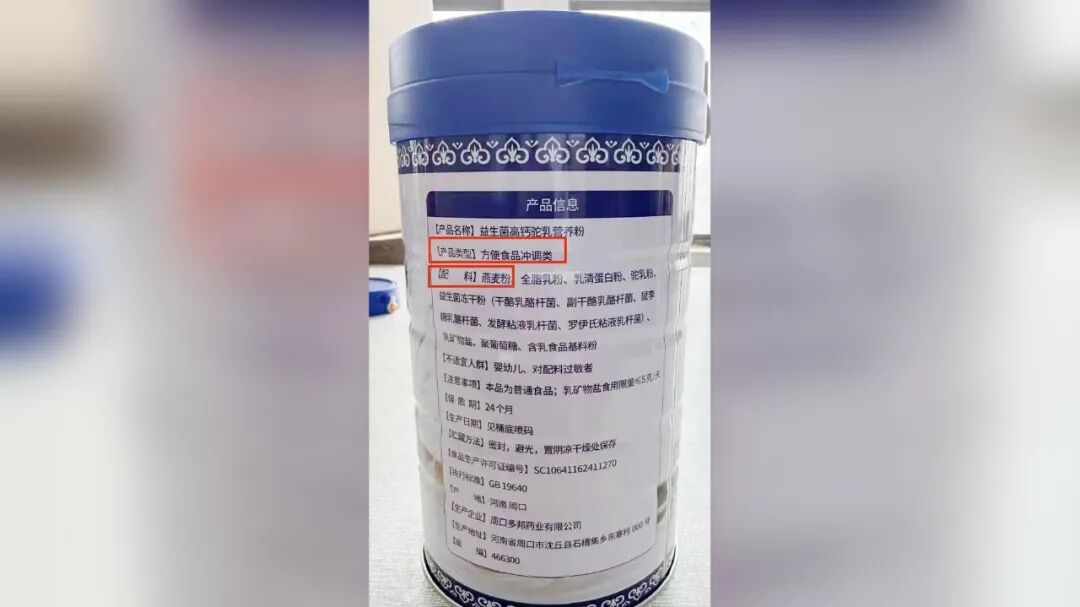 产品信息
【产品名称】益生菌高钙驼乳营养粉
【产品类型】方便食品冲调类
【配 料】燕麦粉、全脂乳粉、乳清蛋白粉、驼乳粉、
益生菌冻干粉（干酪乳酪杆菌、副干酪乳酪杆菌、鼠李
糖乳酪杆菌、发酵粘液乳杆菌、罗伊氏粘液乳杆菌）、
乳矿物盐、聚葡萄糖、含乳食品基料粉
【不适宜人群】婴幼儿、对配料过敏者
【注意事项】本品为普通食品；乳矿物盐食用限量≤5克/天
【保 质 期】24个月
【生产日期】见桶底喷码
【贮藏方法】密封，避光，置阴凉干燥处保存
【食品生产许可证编号】SC10641162411270
【执行标准】GB 19640
【产 地】河南 周口
【生产企业】周口多邦药业有限公司
【生产地址】河南省周口市沈丘县石槽集乡东寨村 000 号
【邮 编】466300